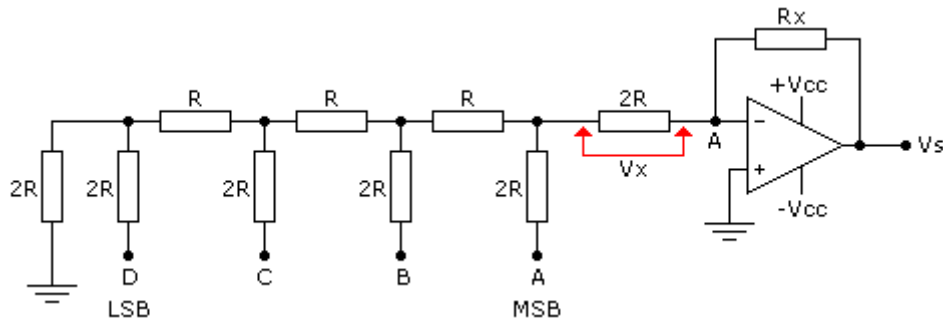 Rx
R R R 2R +Vcc
A Vs
Vx
2R 2R 2R 2R 2R -Vcc
D C B A
LSB MSB